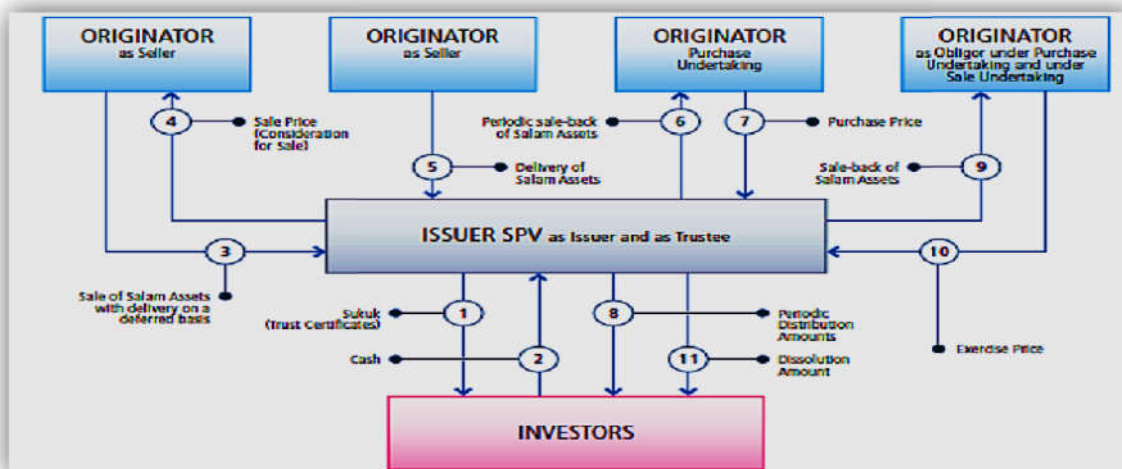 ORIGINATOR
as Seller
ORIGINATOR
as Seller
ORIGINATOR
Purchase
Undertaking
ORIGINATOR
as Obligor under Purchase
Undertaking and under
Sale Undertaking
4
Sale Price
(Consideration
for Sale)
Periodic sale-back
of Salam Assets
6
7
Purchase Price
5
Delivery of
Salam Assets
Sale-back of
Salam Assets
9
ISSUER SPV as Issuer and as Trustee
3
10
Sale of Salam Assets
with delivery on a
deferred basis
Sukuk
(Trust Certificates)
1
8
Periodic
Distribution
Amounts
Cash
2
11
Dissolution
Amount
Exercise Price
INVESTORS